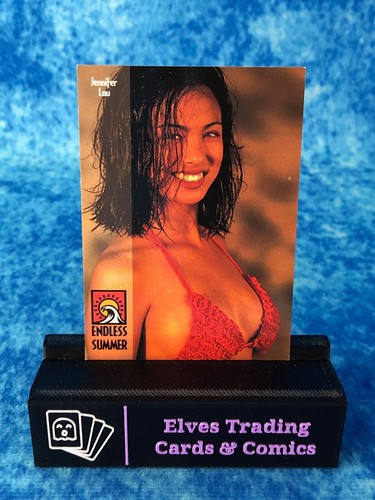 Jennifer
Lau
ENDLESS
SUMMER
Elves Trading
Cards & Comics